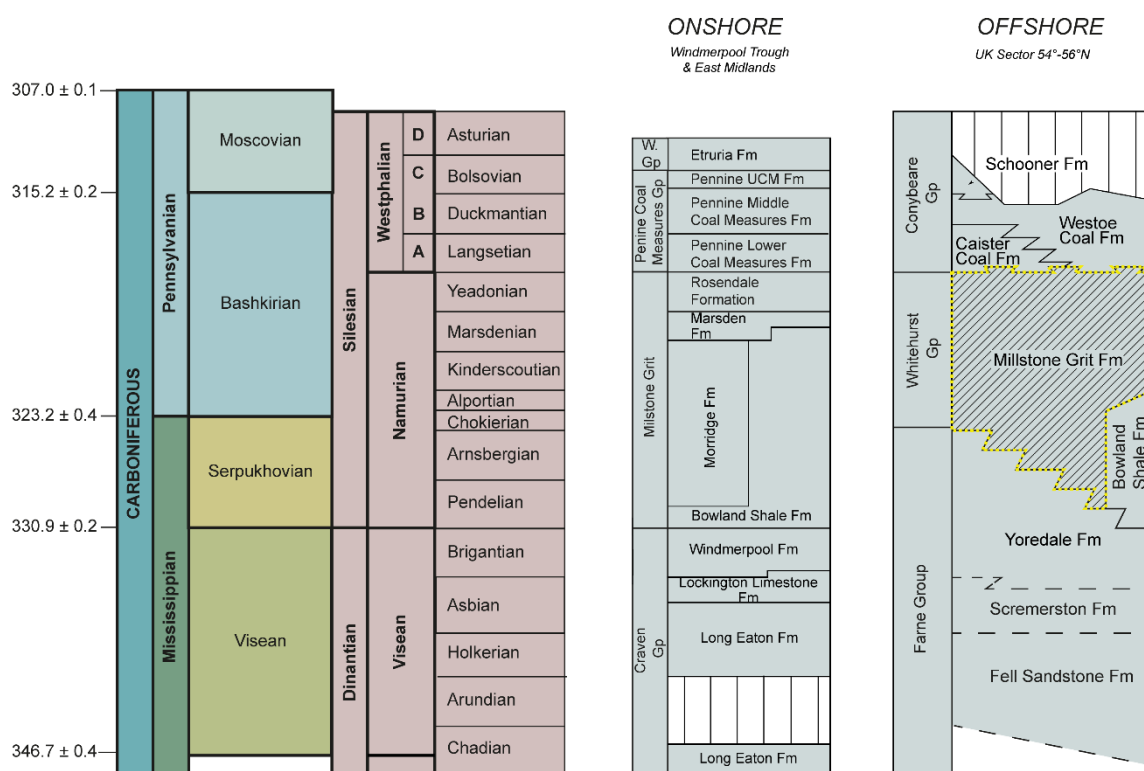 ONSHORE
Windmerpool Trough
& East Midlands
OFFSHORE
UK Sector 54°-56°N
307.0 ± 0.1
315.2 ± 0.2
323.2 ± 0.4
330.9 ± 0.2
346.7 ± 0.4
CARBONIFEROUS
Pennsylvanian
Mississippian
Moscovian
Bashkirian
Serpukhovian
Visean
Silesian
Dinantian
Westphalian
Namurian
Visean
D
C
B
A
Asturian
Bolsovian
Duckmantian
Langsetian
Yeadonian
Marsdenian
Kinderscoutian
Alportian
Chokierian
Arnsbergian
Pendelian
Brigantian
Asbian
Holkerian
Arundian
Chadian
W.
Gp
Penine Coal
Measures Gp
Milstone Grit
Craven
Gp
Etruria Fm
Pennine UCM Fm
Pennine Middle
Coal Measures Fm
Pennine Lower
Coal Measures Fm
Rosendale
Formation
Marsden
Fm
Morridge Fm
Bowland Shale Fm
Windmerpool Fm
Lockington Limestone
Fm
Long Eaton Fm
Long Eaton Fm
Conybeare
Gp
Whitehurst
Gp
Farne Group
Schooner Fm
Westoe
Coal Fm
Caister
Coal Fm
Millstone Grit Fm
Bowland
Shale Fm
Yoredale Fm
Scremerston Fm
Fell Sandstone Fm